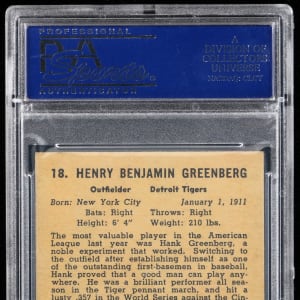 PROFESSIONAL
PSA
Sports
AUTHENTICATOR
A
DIVISION OF
COLLECTORS
UNIVERSE
NASDAQ: CLCT
18. HENRY BENJAMIN GREENBERG
Outfielder Detroit Tigers
Born: New York City January 1, 1911
Bats: Right Throws: Right
Height: 6' 4" Weight: 210 lbs.
The most valuable player in the American
League last year was Hank Greenberg, a
noble experiment that worked. Switching to
the outfield after establishing himself as one
of the outstanding first-basemen in baseball,
Hank proved that a good man can play any-
where. He was a brilliant performer all sea-
son in the Tiger pennant march, and hit a
lusty .357 in the World Series against the Cin-